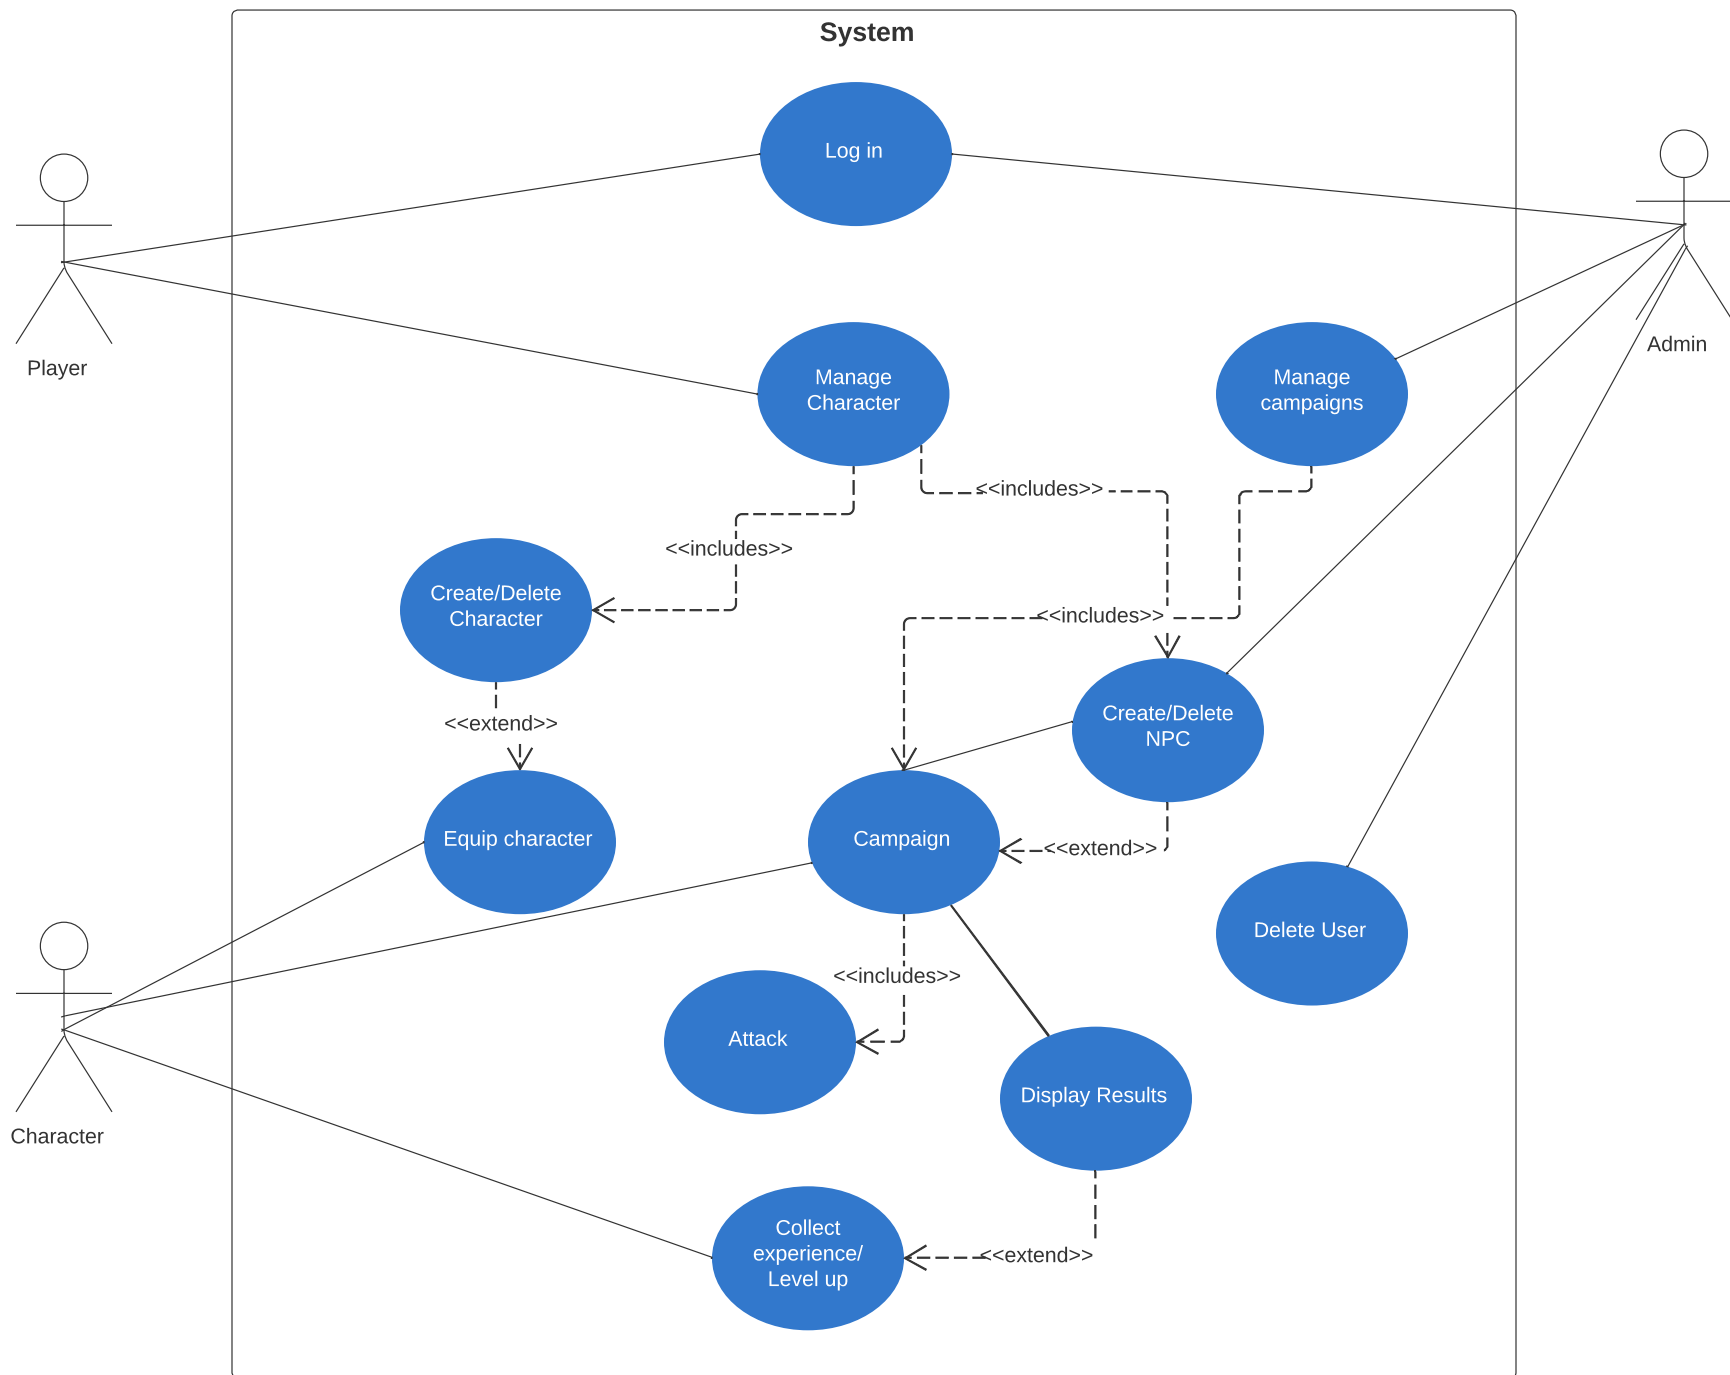 System
Log in
Player
Admin
Manage
Character
Manage
campaigns
<<includes>>
<<includes>>
Create/Delete
Character
<<includes>>
<<extend>>
Create/Delete
NPC
Equip character
Campaign
<<extend>>
Delete User
<<includes>>
Attack
Display Results
Character
Collect
experience/
Level up
<<extend>>